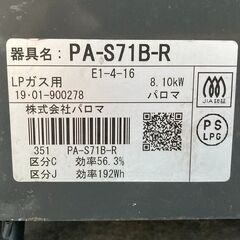 器具名: PA-S71B-R
E1-4-16
LPガス用 8.10kW
19·01-900278 パロマ
株式会社パロマ
JIA認証
PS
LPG
351 PA-S71B-R
区分C 効率56.3%
区分J 効率192Wh